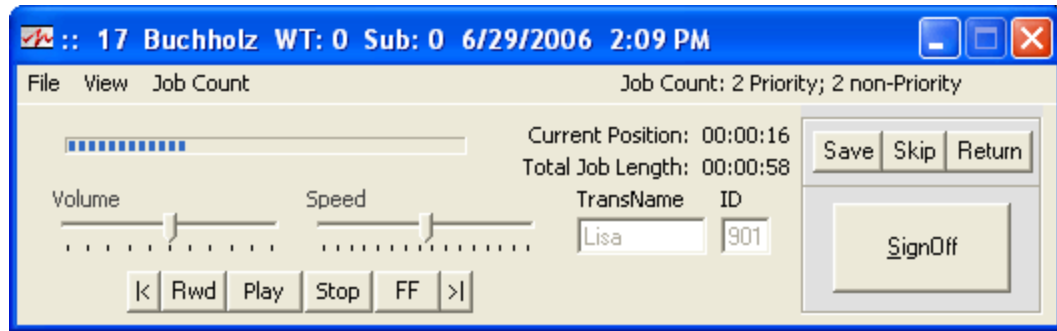 :: 17 Buchholz WT: 0 Sub: 0 6/29/2006 2:09 PM
File View Job Count Job Count: 2 Priority; 2 non-Priority
Current Position: 00:00:16
Total Job Length: 00:00:58
Save Skip Return
Volume Speed TransName ID
Lisa 901
SignOff
|< Rwd Play Stop FF >|